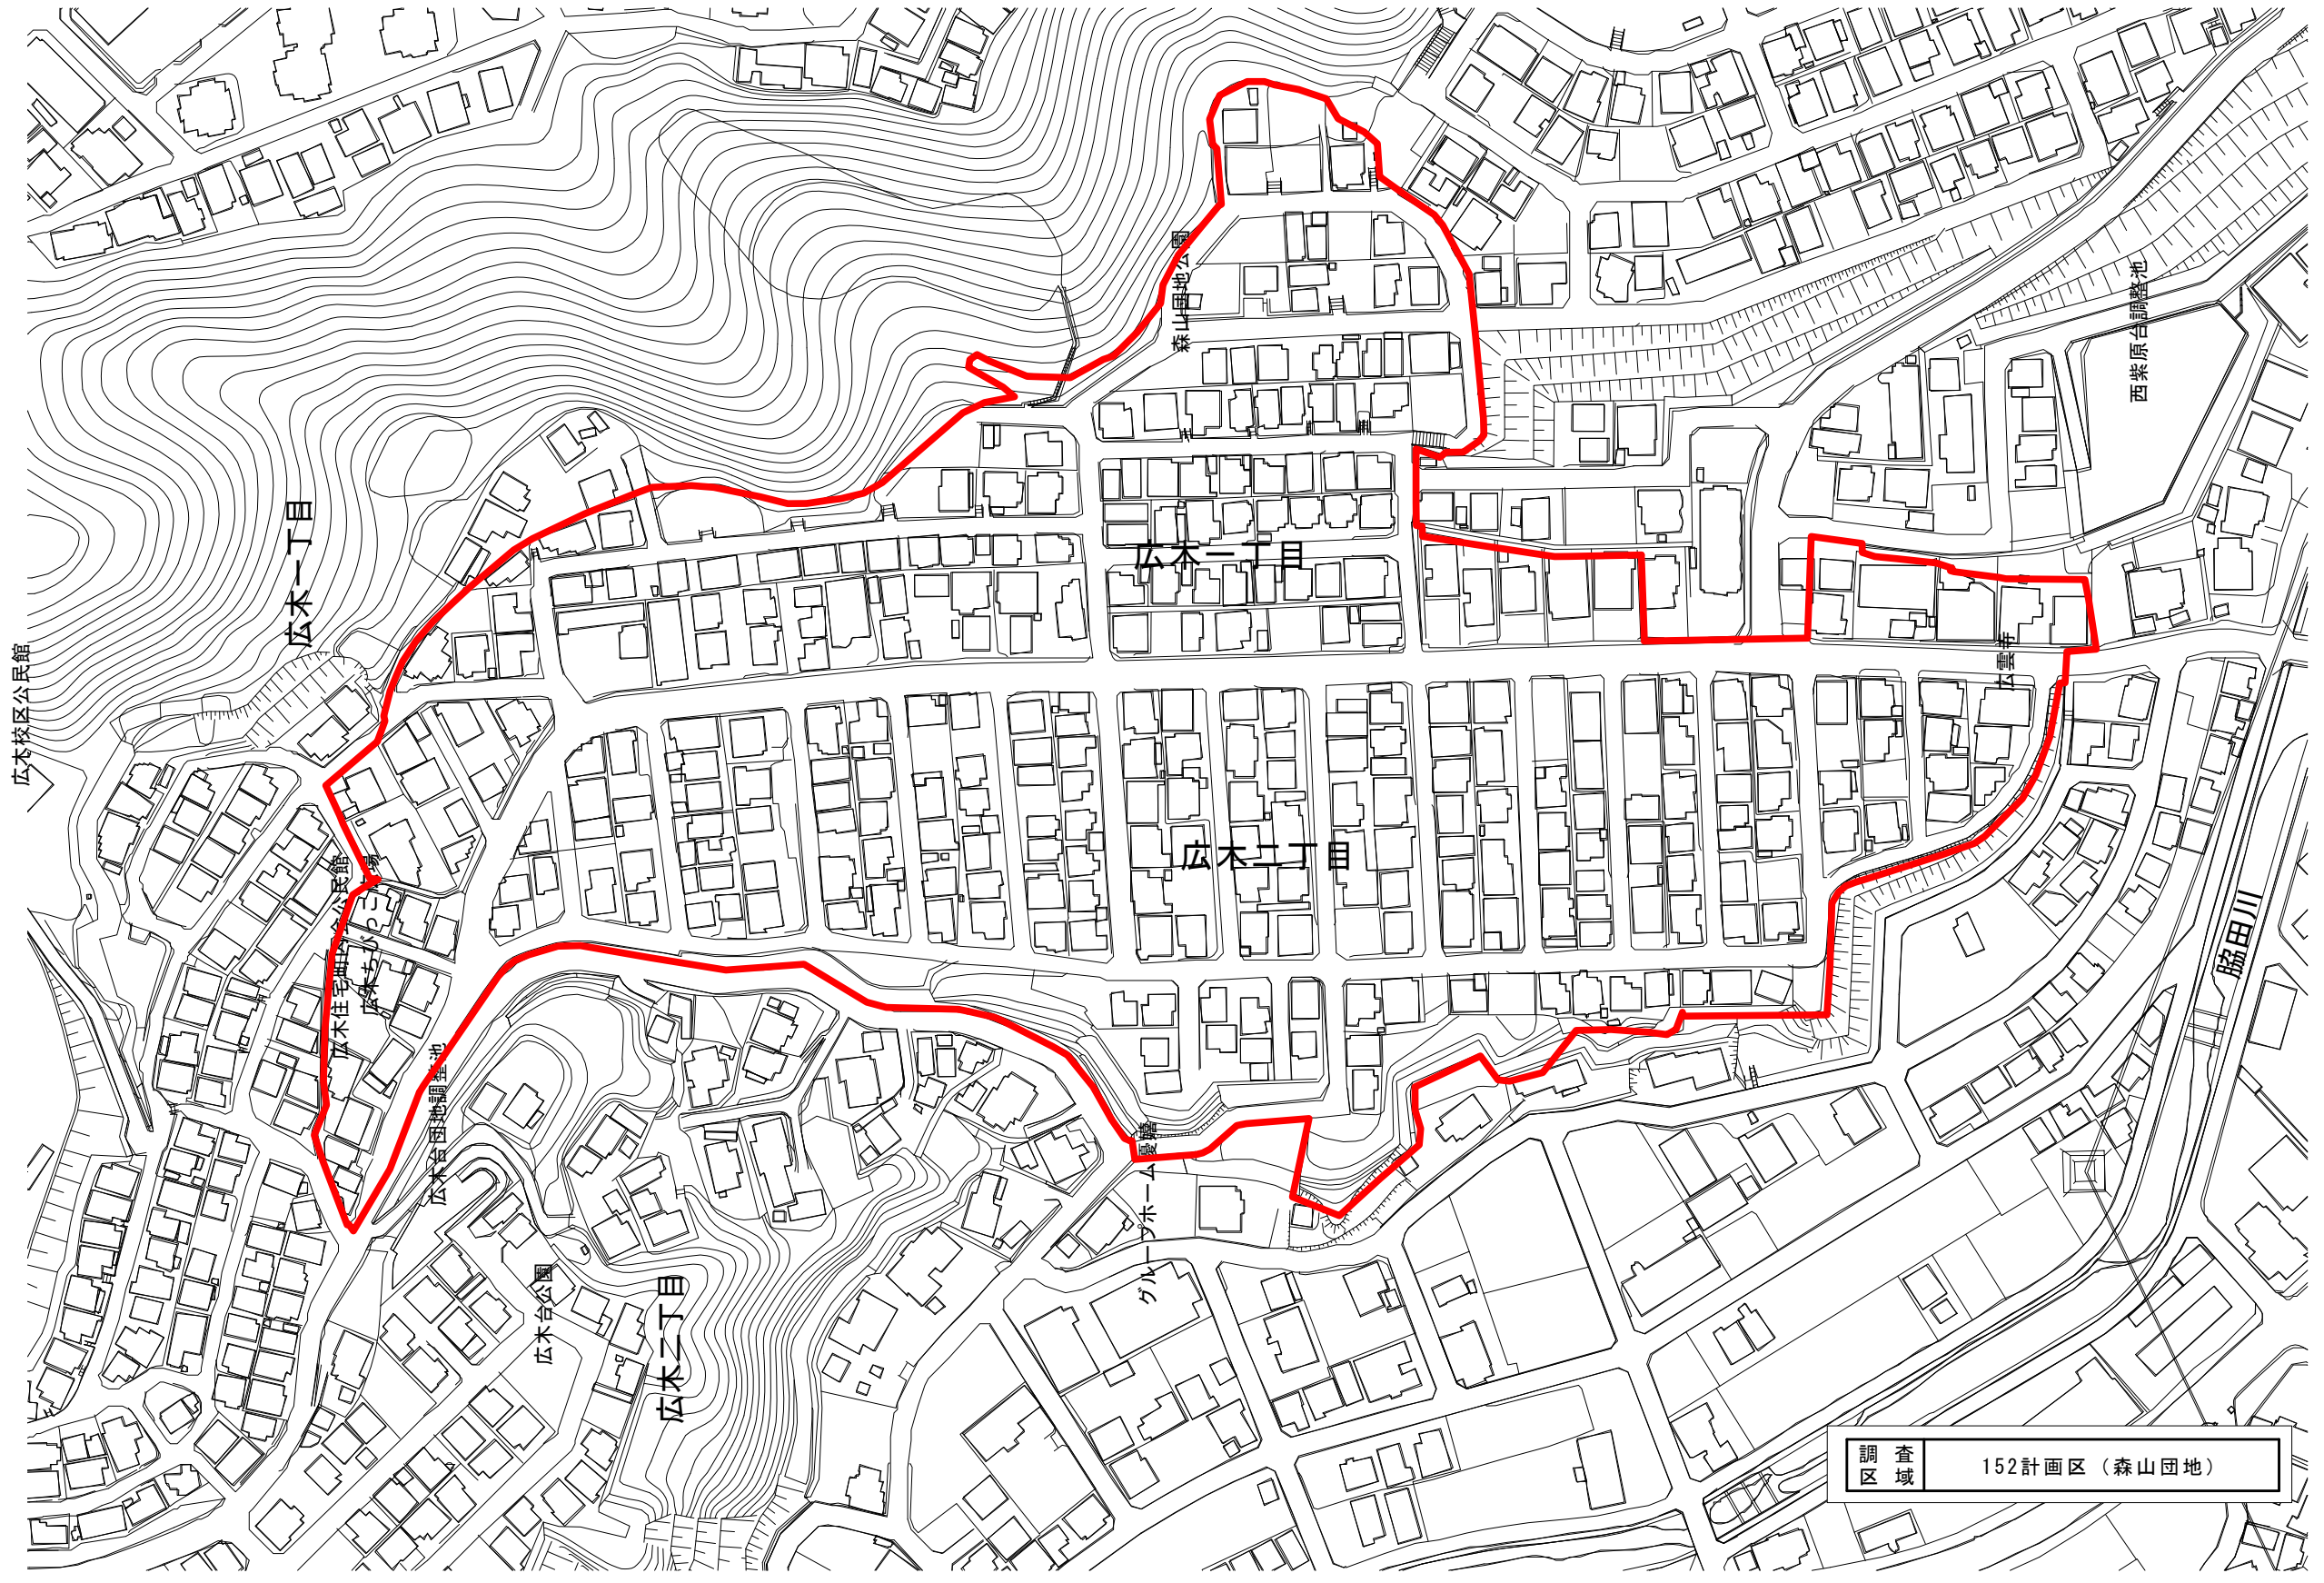 森山団地公園
西紫原台調整池
広木一丁目
広木一丁目
広木校区公民館
広雲寺
広木二丁目
広木住宅町内会公民館
脇田川
広木台団地調整池
グループホーム
広木台公園
広木二丁目
調査区域
152計画区（森山団地）